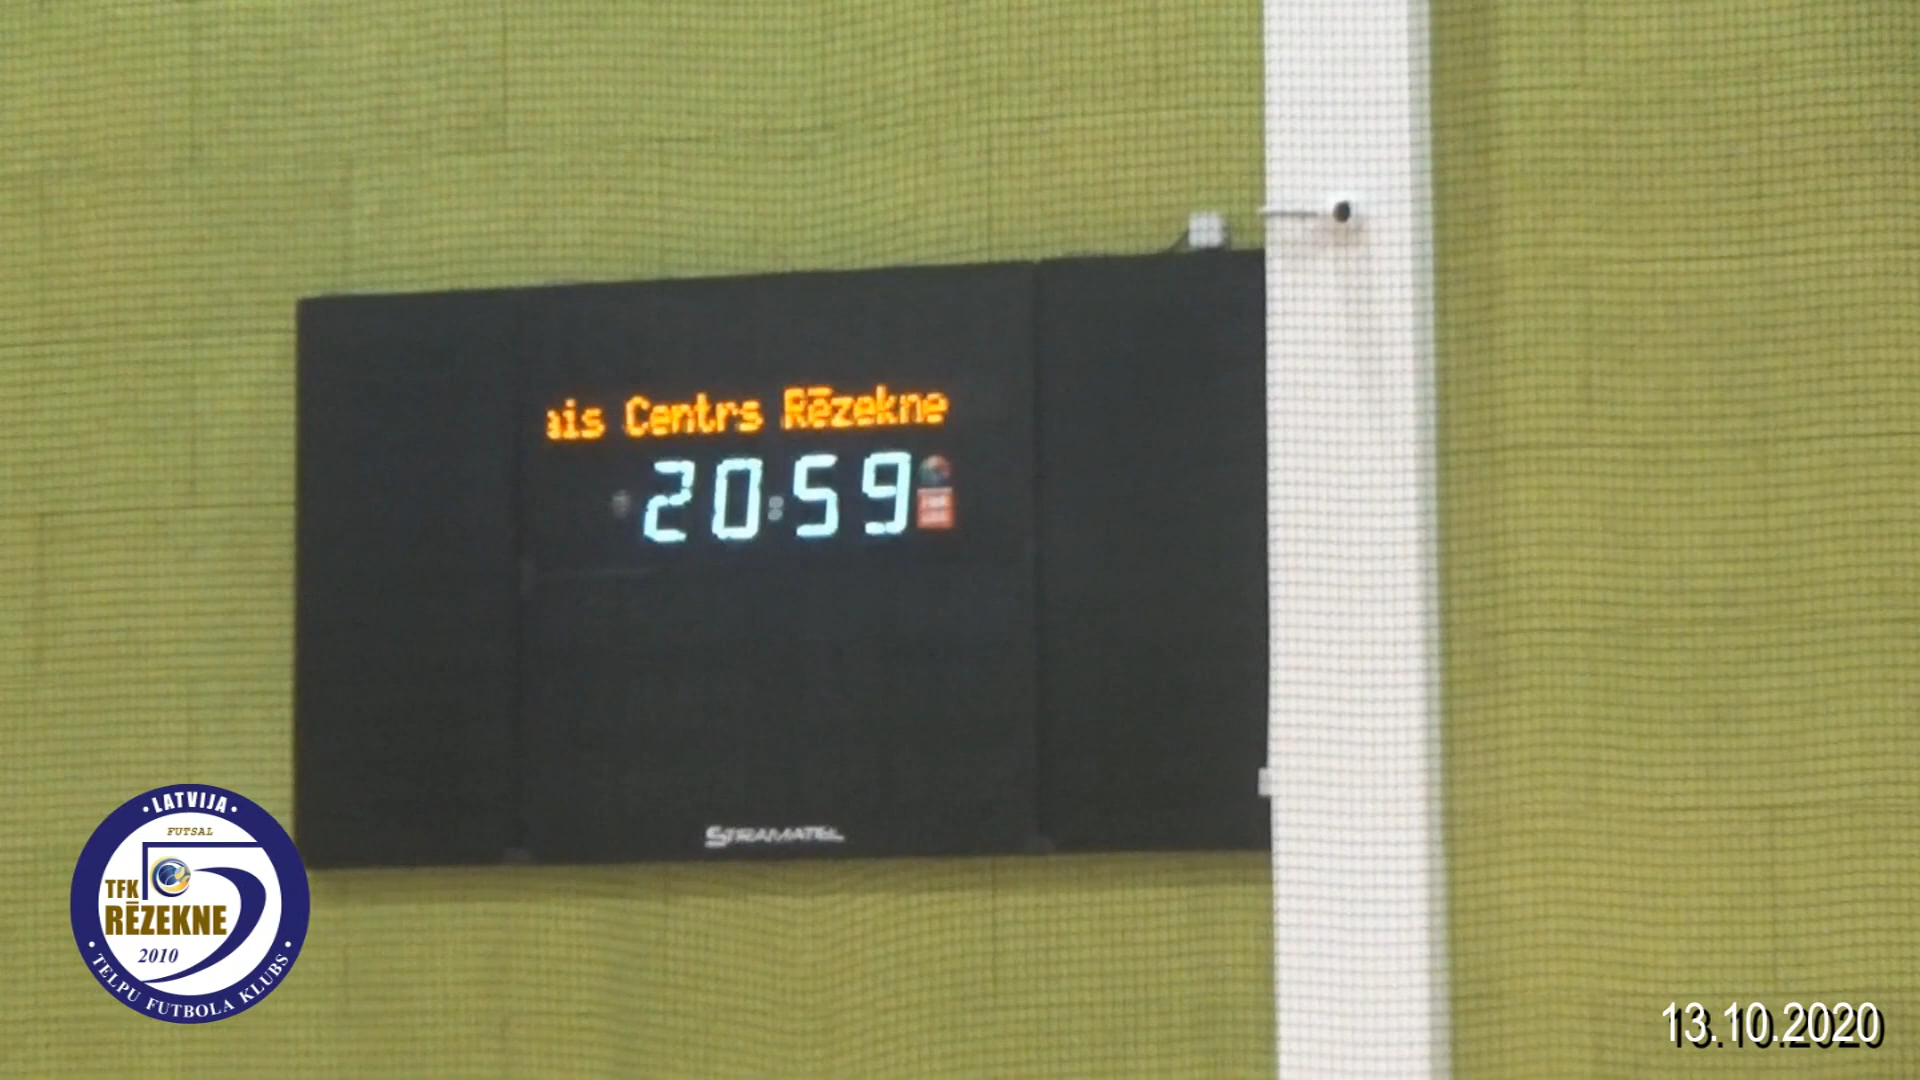 ais Centrs Rēzekne
20:59
STRAMATEL
• LATVIJA •
FUTSAL
TFK
RĒZEKNE
2010
• TELPU FUTBOLA KLUBS •
13.10.2020